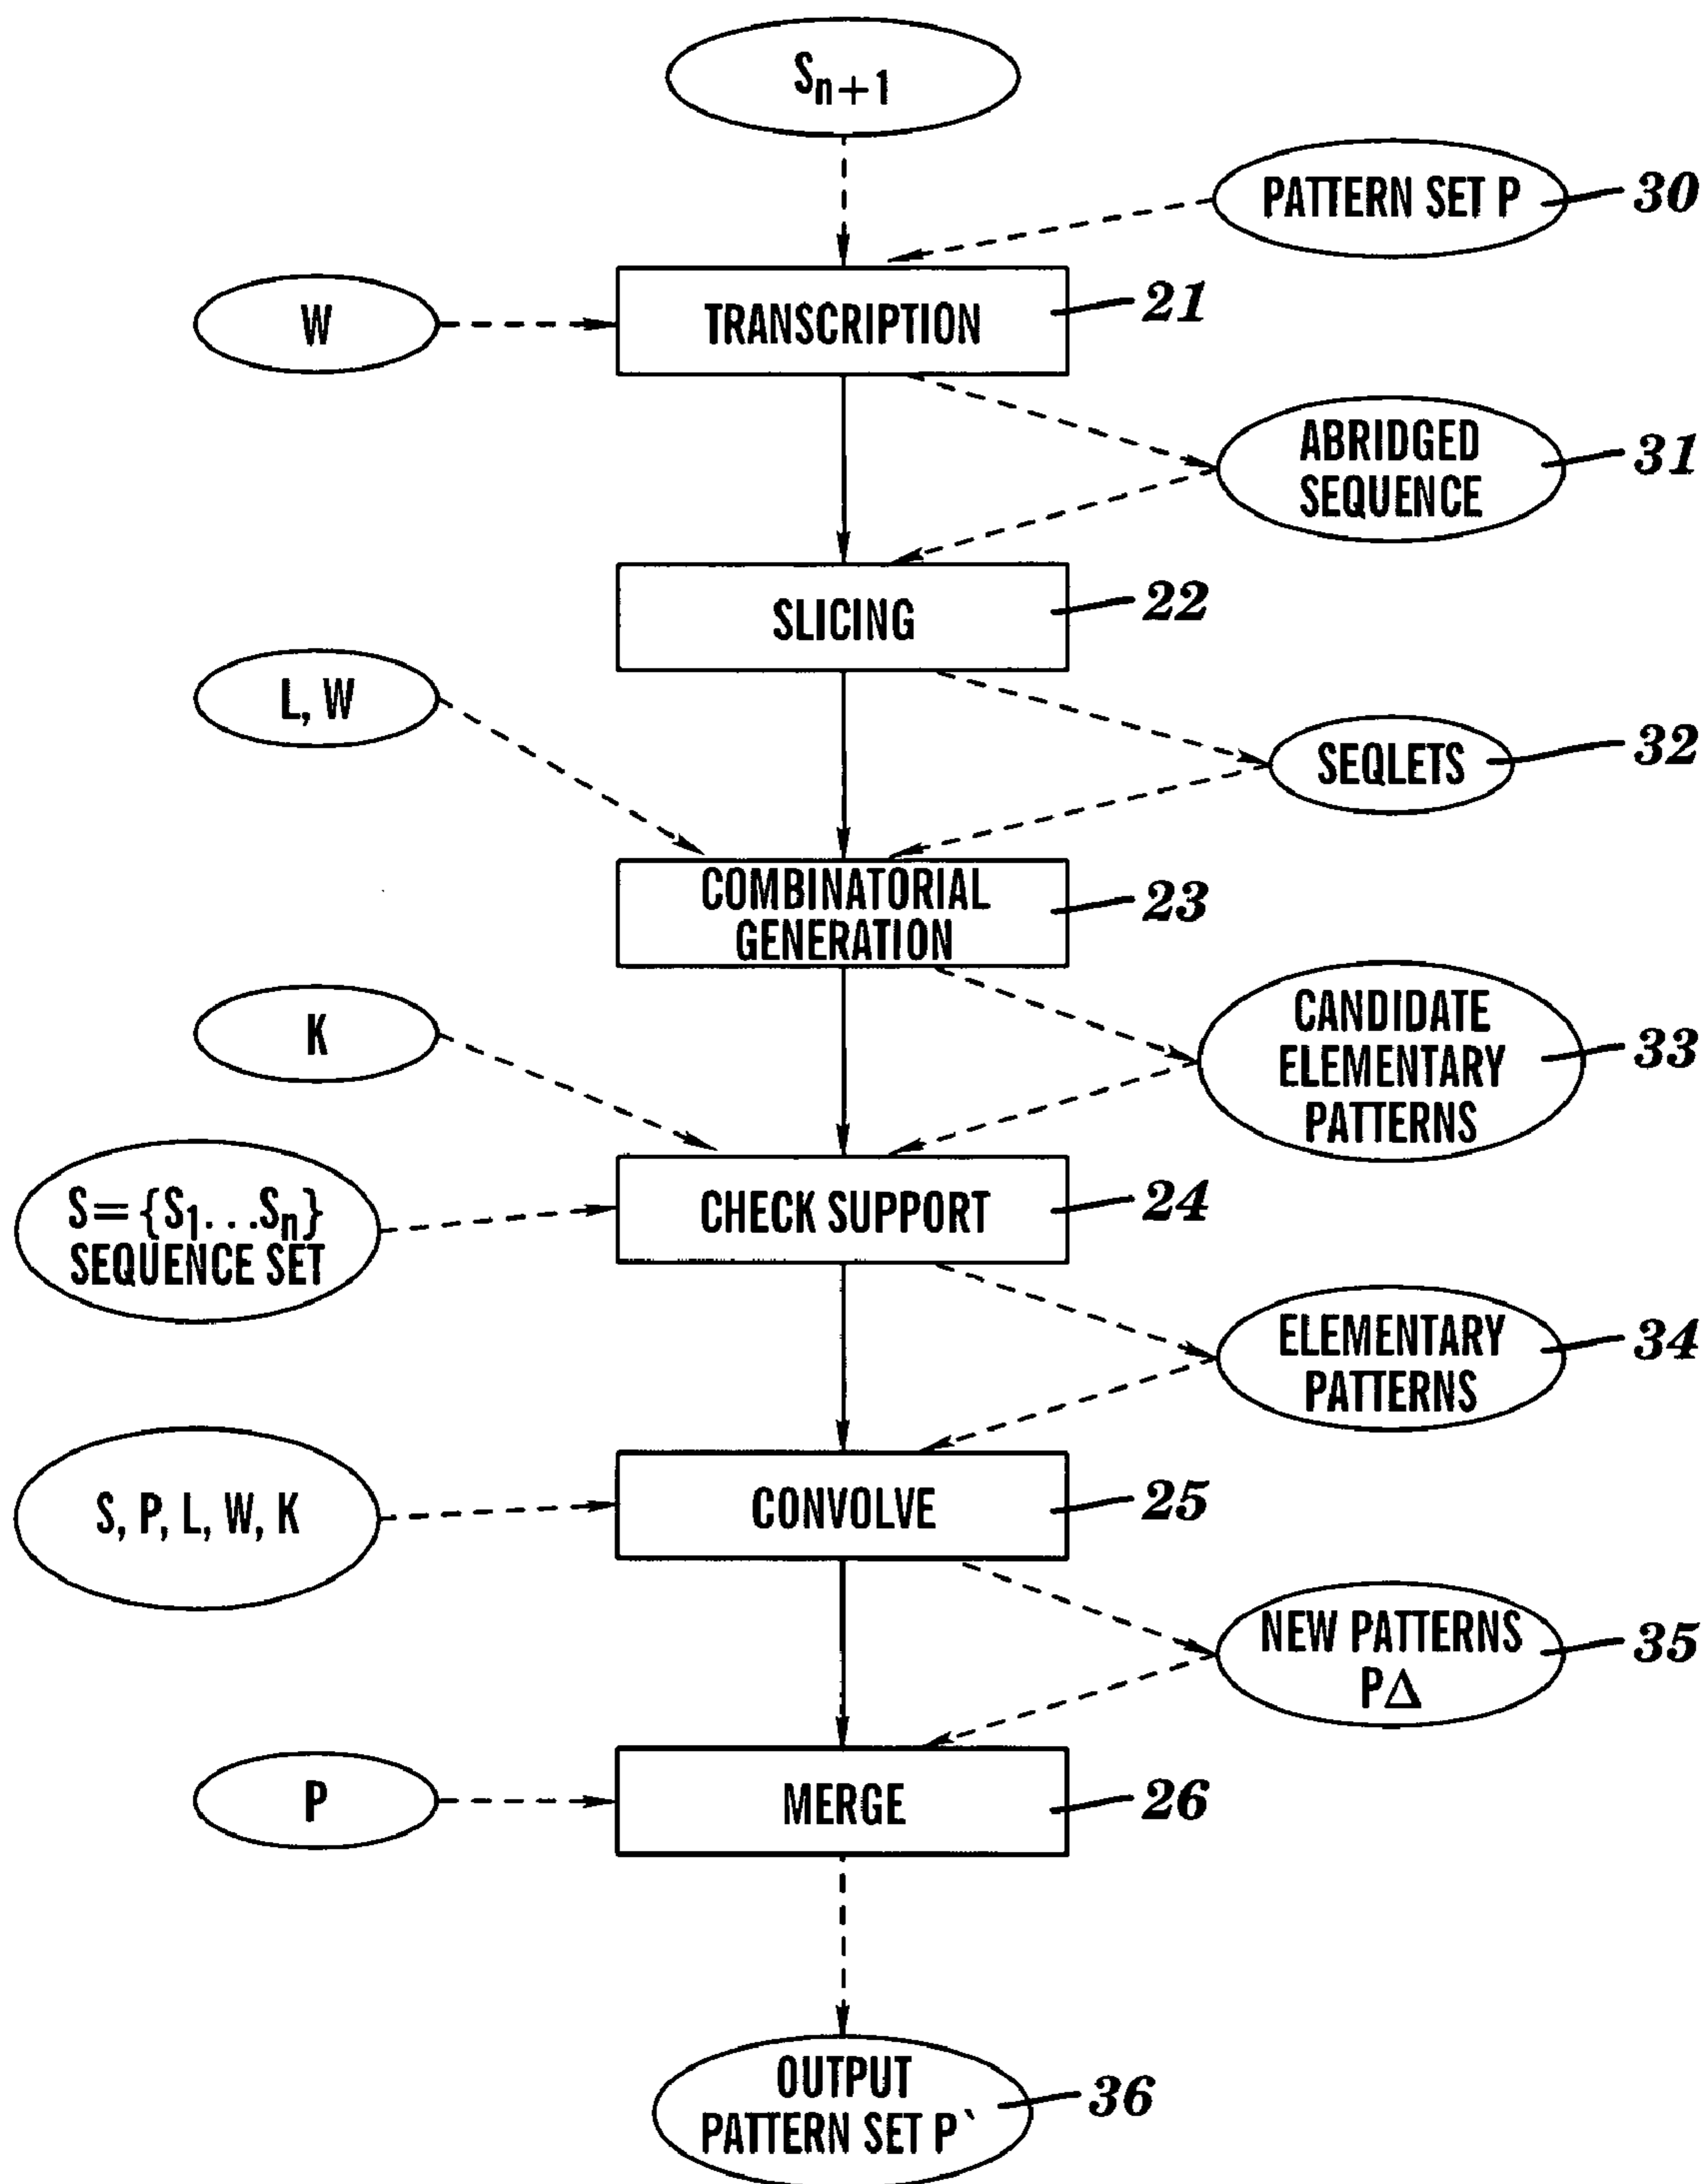 Sn+1
PATTERN SET P
30
W
TRANSCRIPTION
21
ABRIDGED
SEQUENCE
31
SLICING
22
L, W
SEQLETS
32
COMBINATORIAL
GENERATION
23
K
CANDIDATE
ELEMENTARY
PATTERNS
33
S={S1...Sn}
SEQUENCE SET
CHECK SUPPORT
24
ELEMENTARY
PATTERNS
34
S, P, L, W, K
CONVOLVE
25
NEW PATTERNS
PΔ
35
P
MERGE
26
OUTPUT
PATTERN SET P`
36